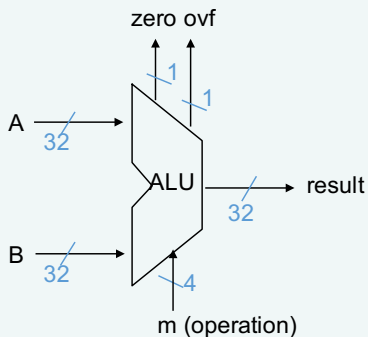 zero ovf
1
1
A
32
ALU
result
32
B
32
4
m (operation)